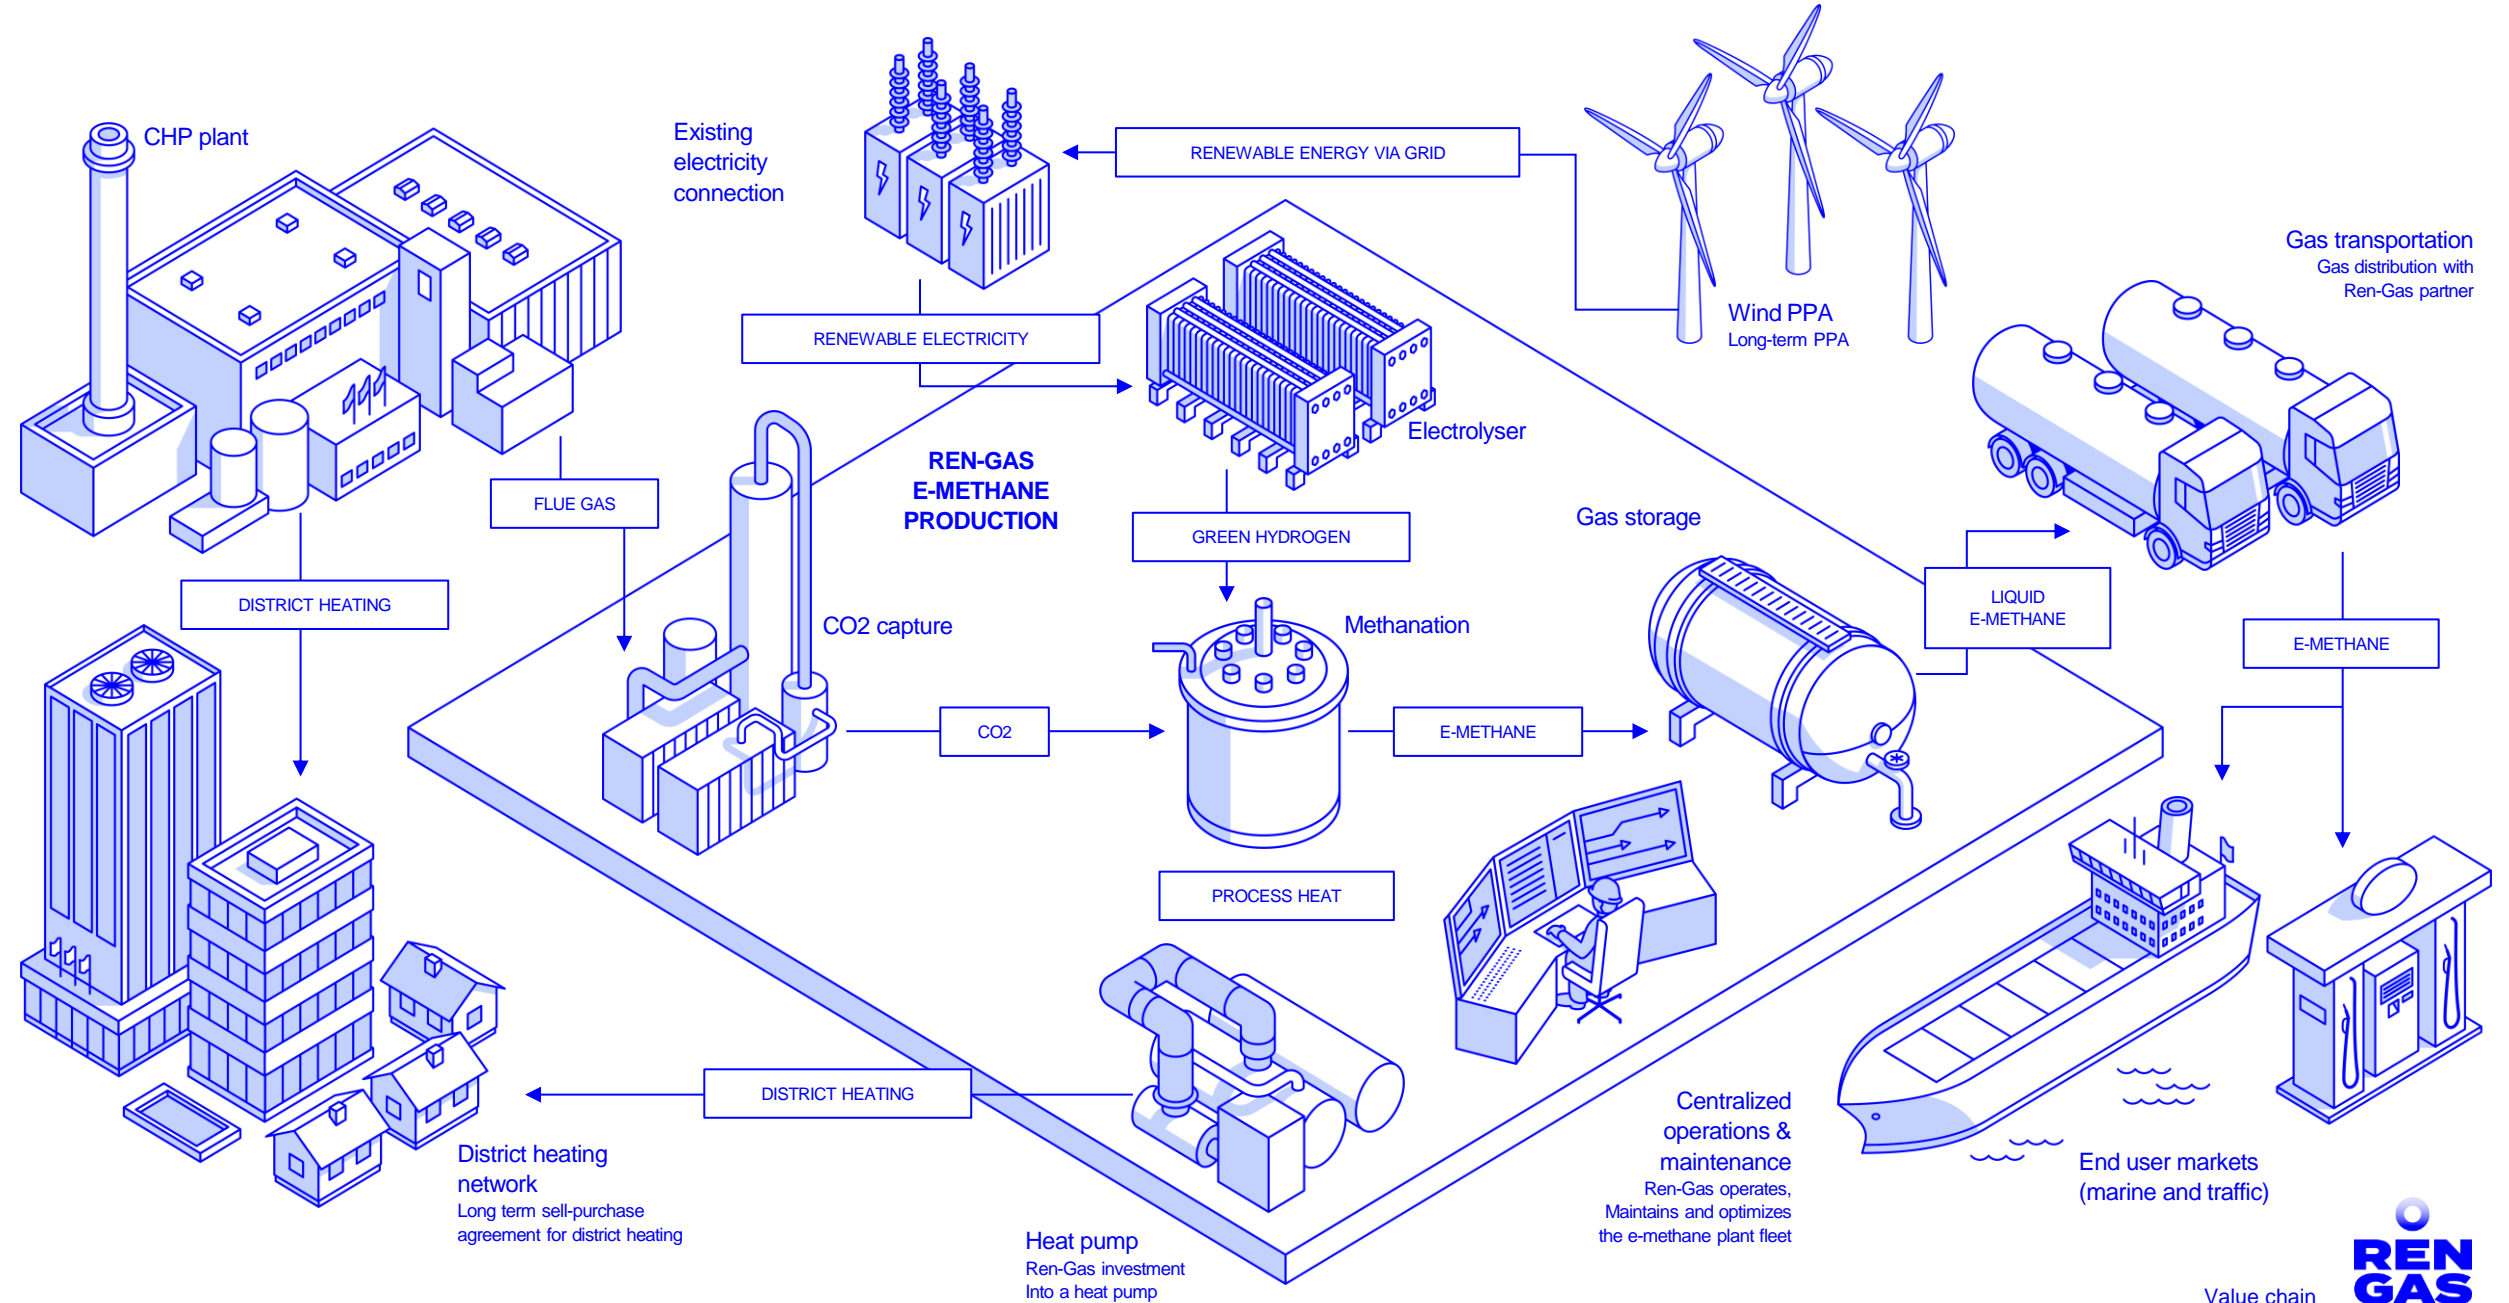 CHP plant
Existing
electricity
connection
RENEWABLE ENERGY VIA GRID
Gas transportation
Gas distribution with
Ren-Gas partner
Wind PPA
Long-term PPA
RENEWABLE ELECTRICITY
Electrolyser
REN-GAS
E-METHANE
PRODUCTION
FLUE GAS
GREEN HYDROGEN
Gas storage
DISTRICT HEATING
CO2 capture
Methanation
LIQUID
E-METHANE
E-METHANE
CO2
E-METHANE
PROCESS HEAT
DISTRICT HEATING
District heating
network
Long term sell-purchase
agreement for district heating
Heat pump
Ren-Gas investment
Into a heat pump
Centralized
operations &
maintenance
Ren-Gas operates,
Maintains and optimizes
the e-methane plant fleet
End user markets
(marine and traffic)
Value chain
REN
GAS